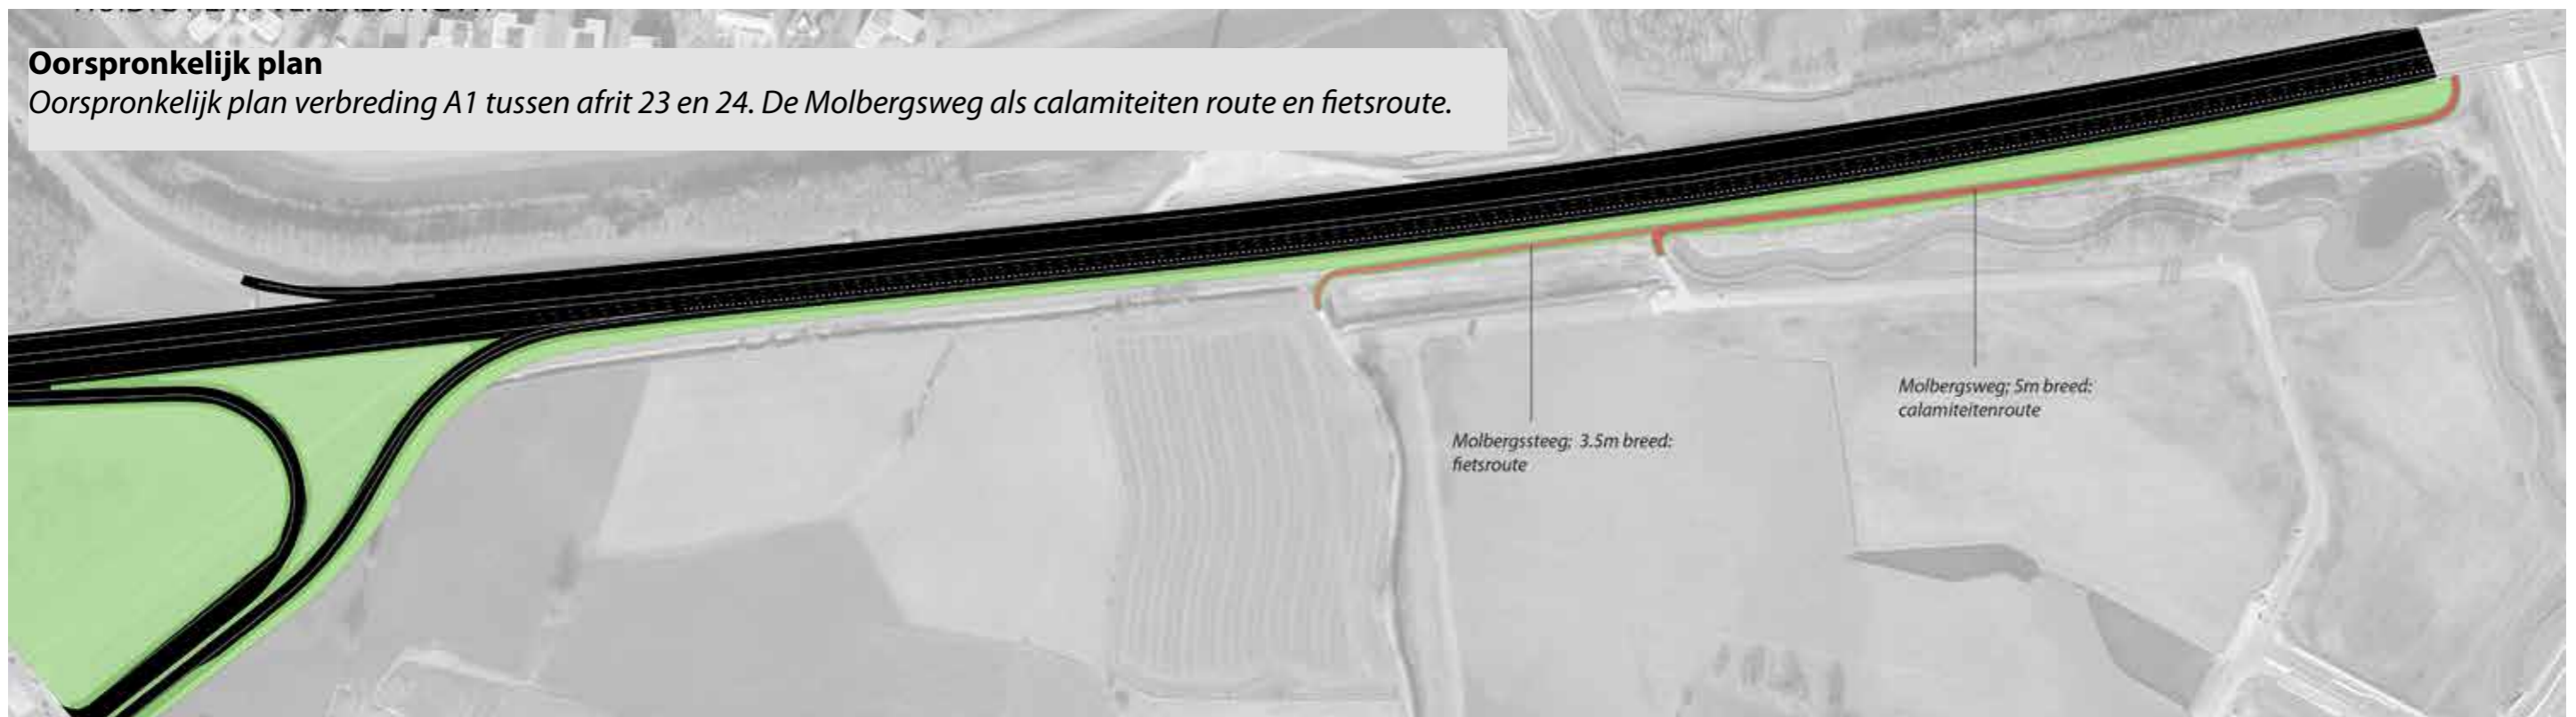 Oorspronkelijk plan
Oorspronkelijk plan verbreding A1 tussen afrit 23 en 24. De Molbergsweg als calamiteiten route en fietsroute.
Molbergsweg; 5m breed:
calamiteitenroute
Molbergssteeg; 3.5m breed:
fietsroute